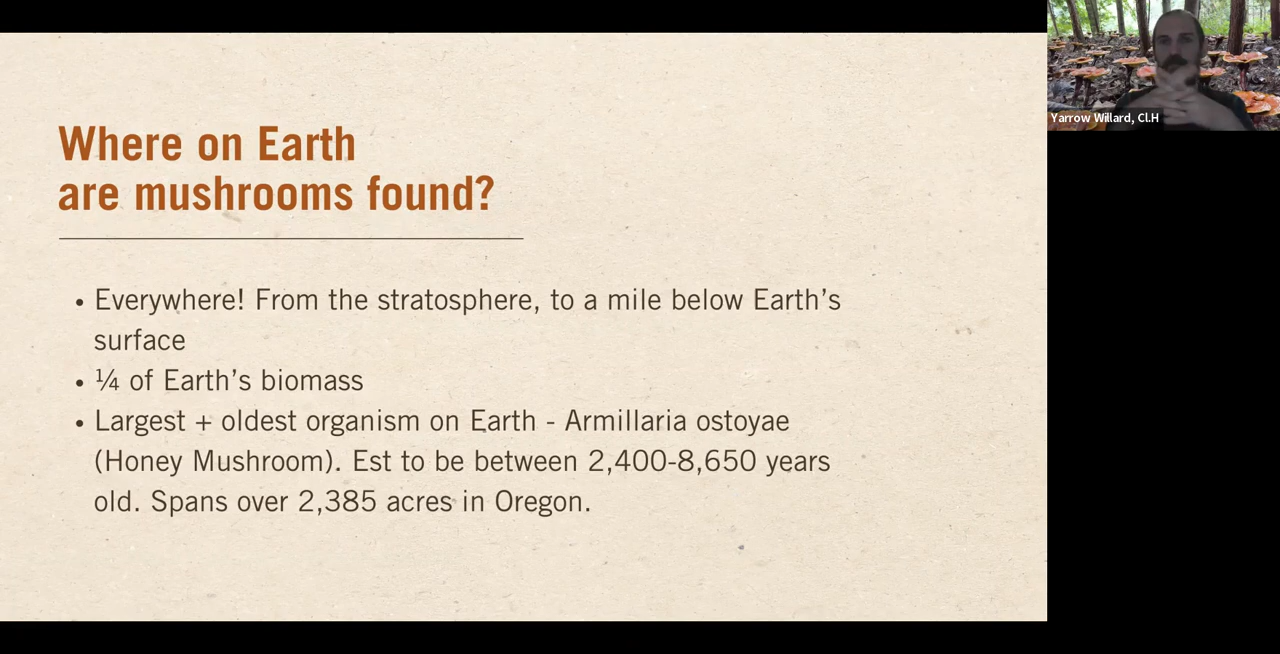 Where on Earth
are mushrooms found?
• Everywhere! From the stratosphere, to a mile below Earth’s
surface
• ¼ of Earth’s biomass
• Largest + oldest organism on Earth - Armillaria ostoyae
(Honey Mushroom). Est to be between 2,400-8,650 years
old. Spans over 2,385 acres in Oregon.
Yarrow Willard, Cl.H